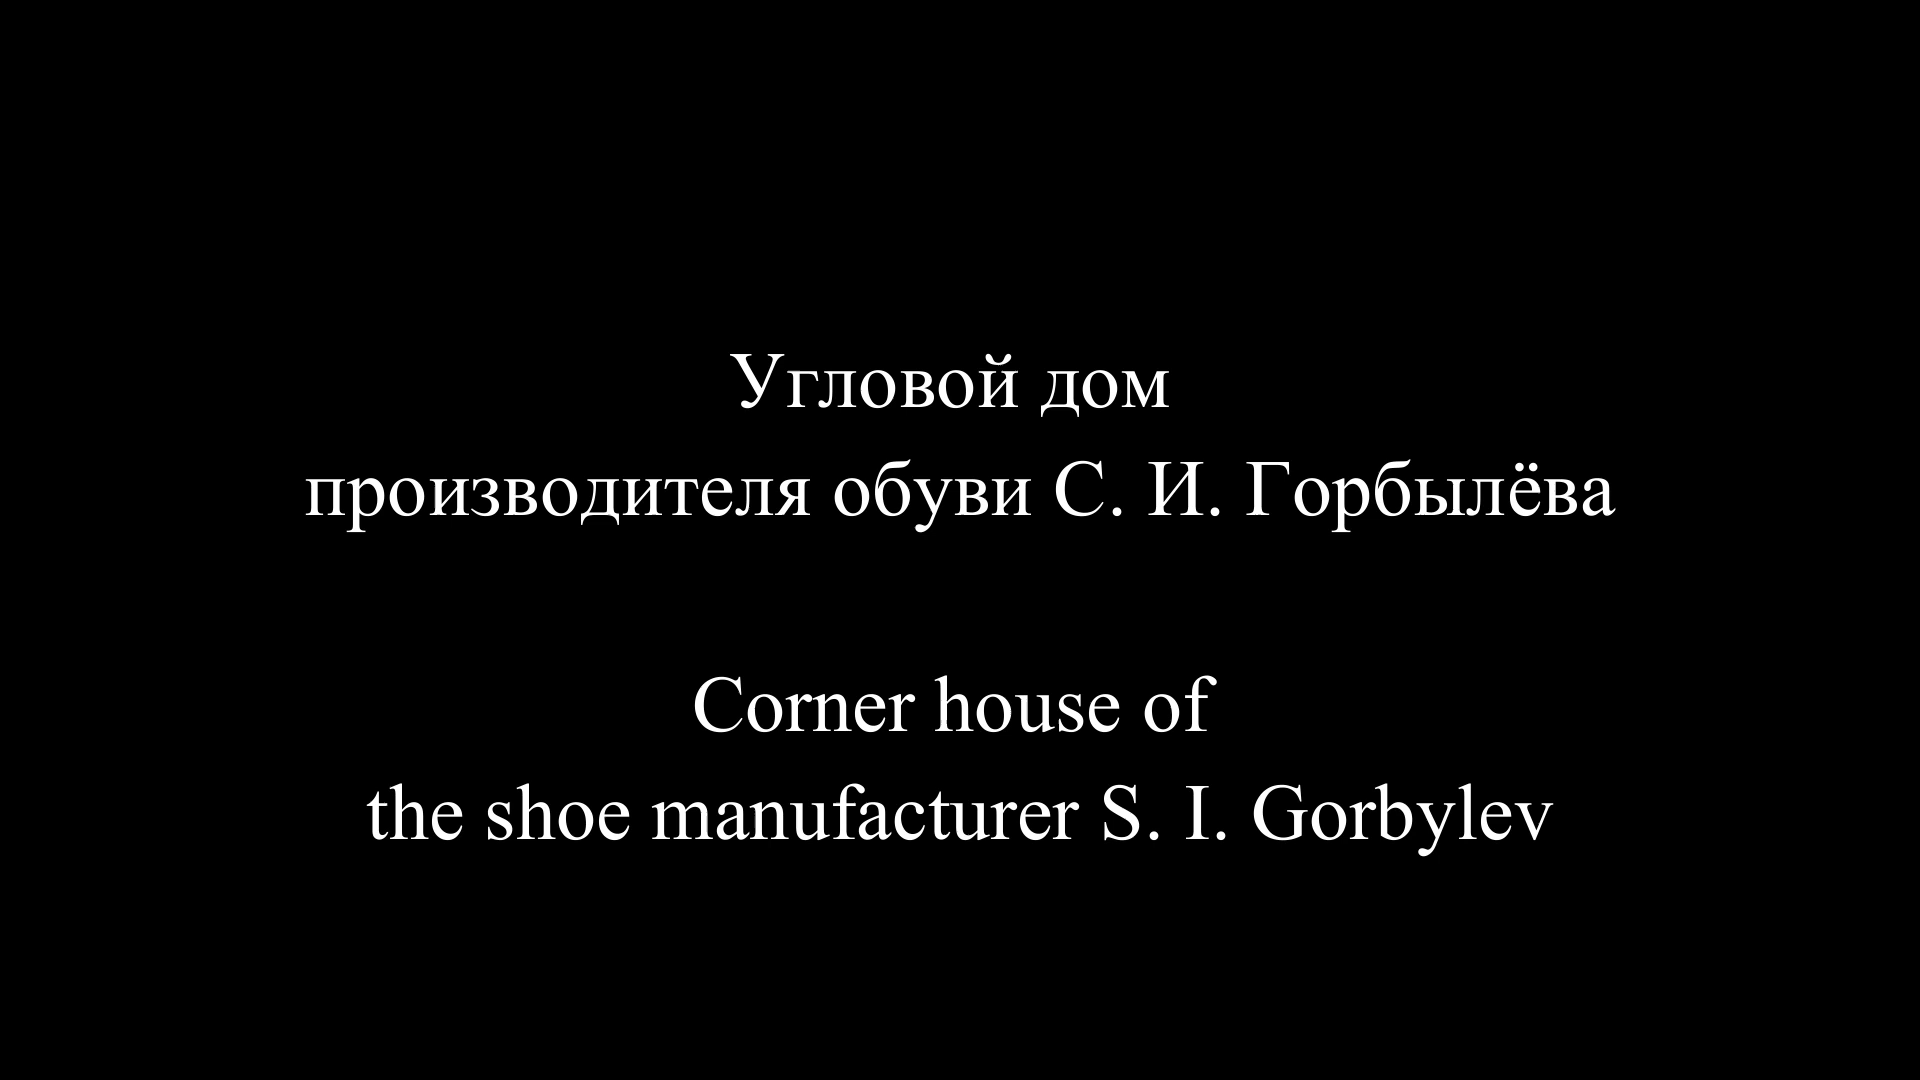 Угловой дом
производителя обуви С. И. Горбылёва
Corner house of
the shoe manufacturer S. I. Gorbylev